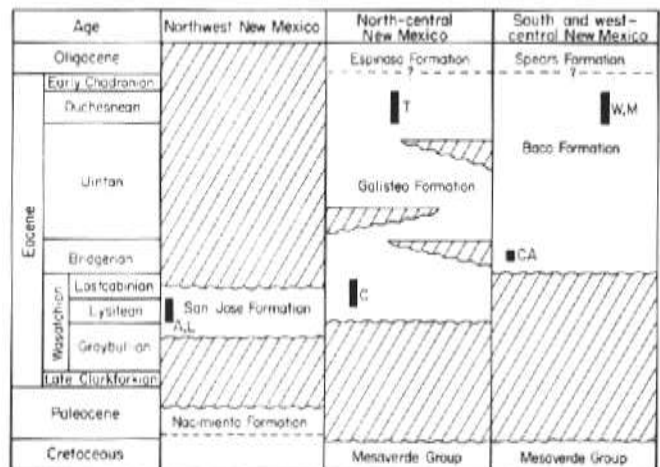 Age
Northwest New Mexico
North-central
New Mexico
South and west-
central New Mexico
Oligocene
Espinaso Formation
?
Spears Formation
?
Eocene
Early Chadronian
Duchesnean
T
W,M
Baca Formation
Uintan
Galisteo Formation
Bridgerian
CA
Wasatchian
Lostcabinian
C
Lysitean
San Jose Formation
A,L
Graybullian
Late Clarkforkian
Paleocene
Nacimiento Formation
Cretaceous
Mesaverde Group
Mesaverde Group